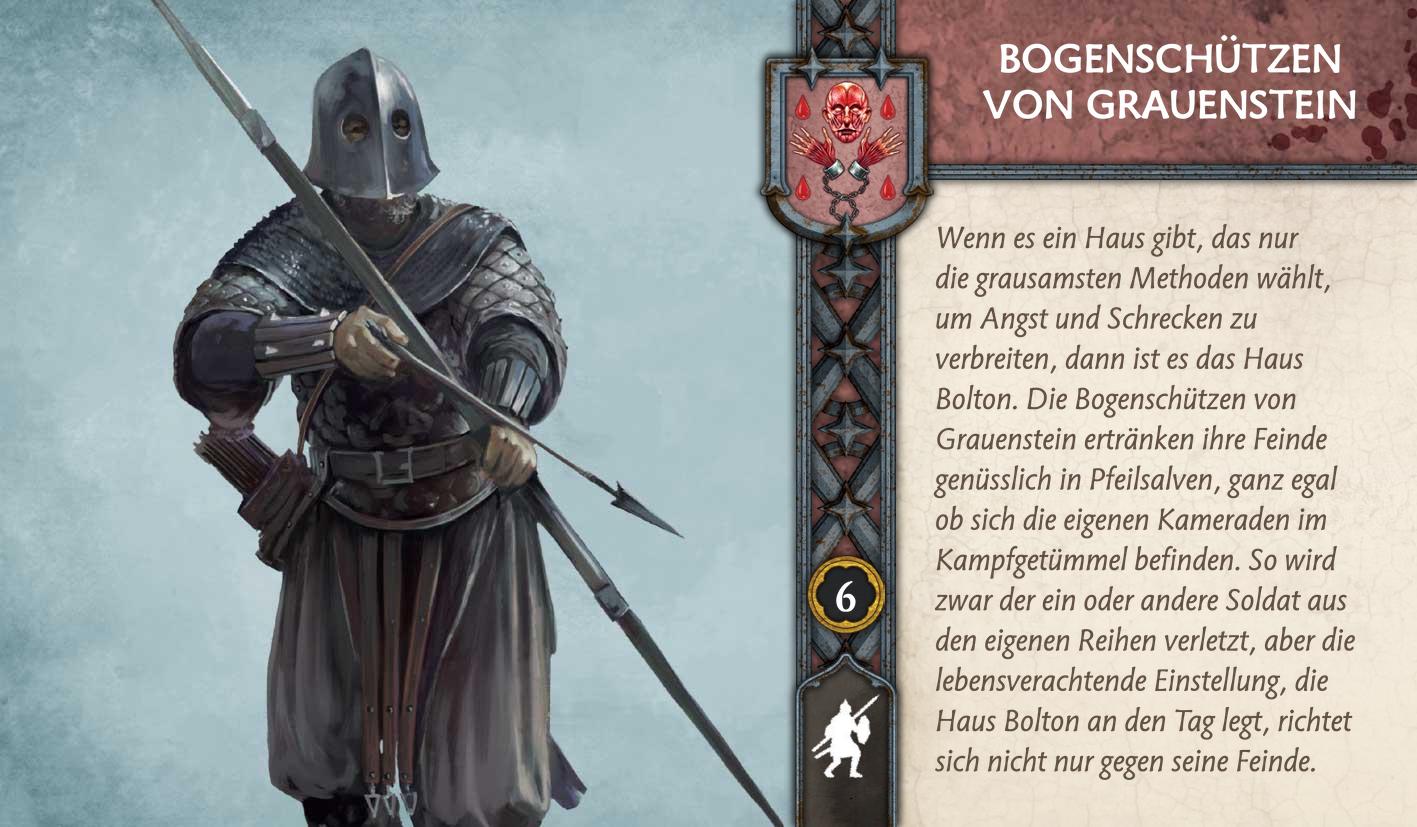 BOGENSCHÜTZEN
VON GRAUENSTEIN
Wenn es ein Haus gibt, das nur
die grausamsten Methoden wählt,
um Angst und Schrecken zu
verbreiten, dann ist es das Haus
Bolton. Die Bogenschützen von
Grauenstein ertränken ihre Feinde
genüsslich in Pfeilsalven, ganz egal
ob sich die eigenen Kameraden im
Kampfgetümmel befinden. So wird
zwar der ein oder andere Soldat aus
den eigenen Reihen verletzt, aber die
lebensverachtende Einstellung, die
Haus Bolton an den Tag legt, richtet
sich nicht nur gegen seine Feinde.
6